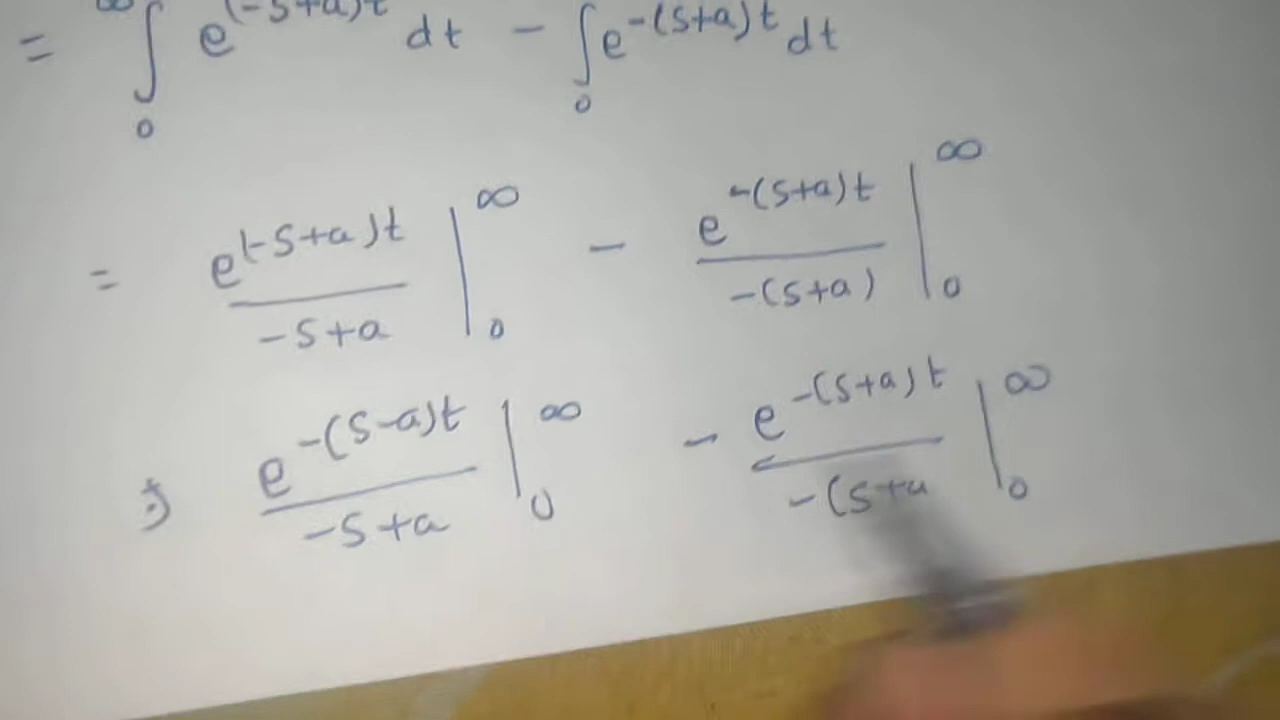 = ∫₀^∞ e^(-s+a)t dt - ∫₀ e^-(s+a)t dt
= e^(-s+a)t / -s+a |₀^∞ - e^-(s+a)t / -(s+a) |₀^∞
e^-(s-a)t / -s+a |₀^∞ - e^-(s+a)t / -(s+a |₀^∞